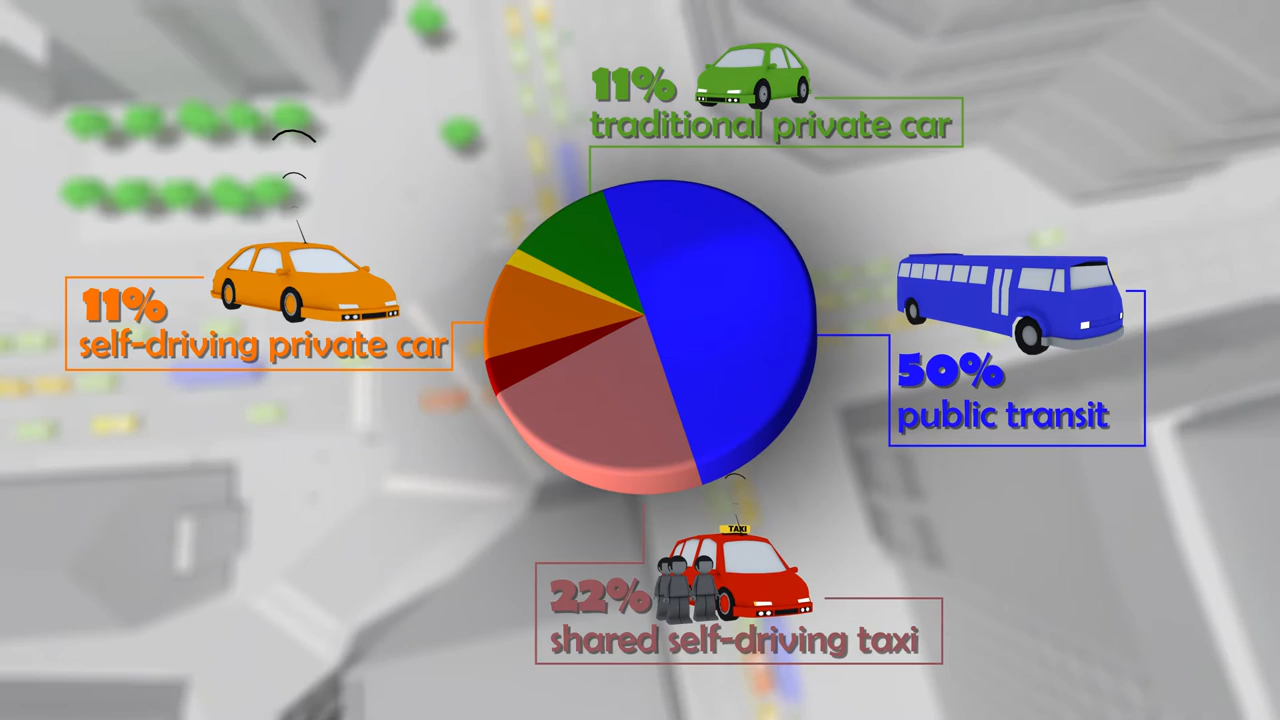 11%
traditional private car
11%
self-driving private car
50%
public transit
TAXI
22%
shared self-driving taxi